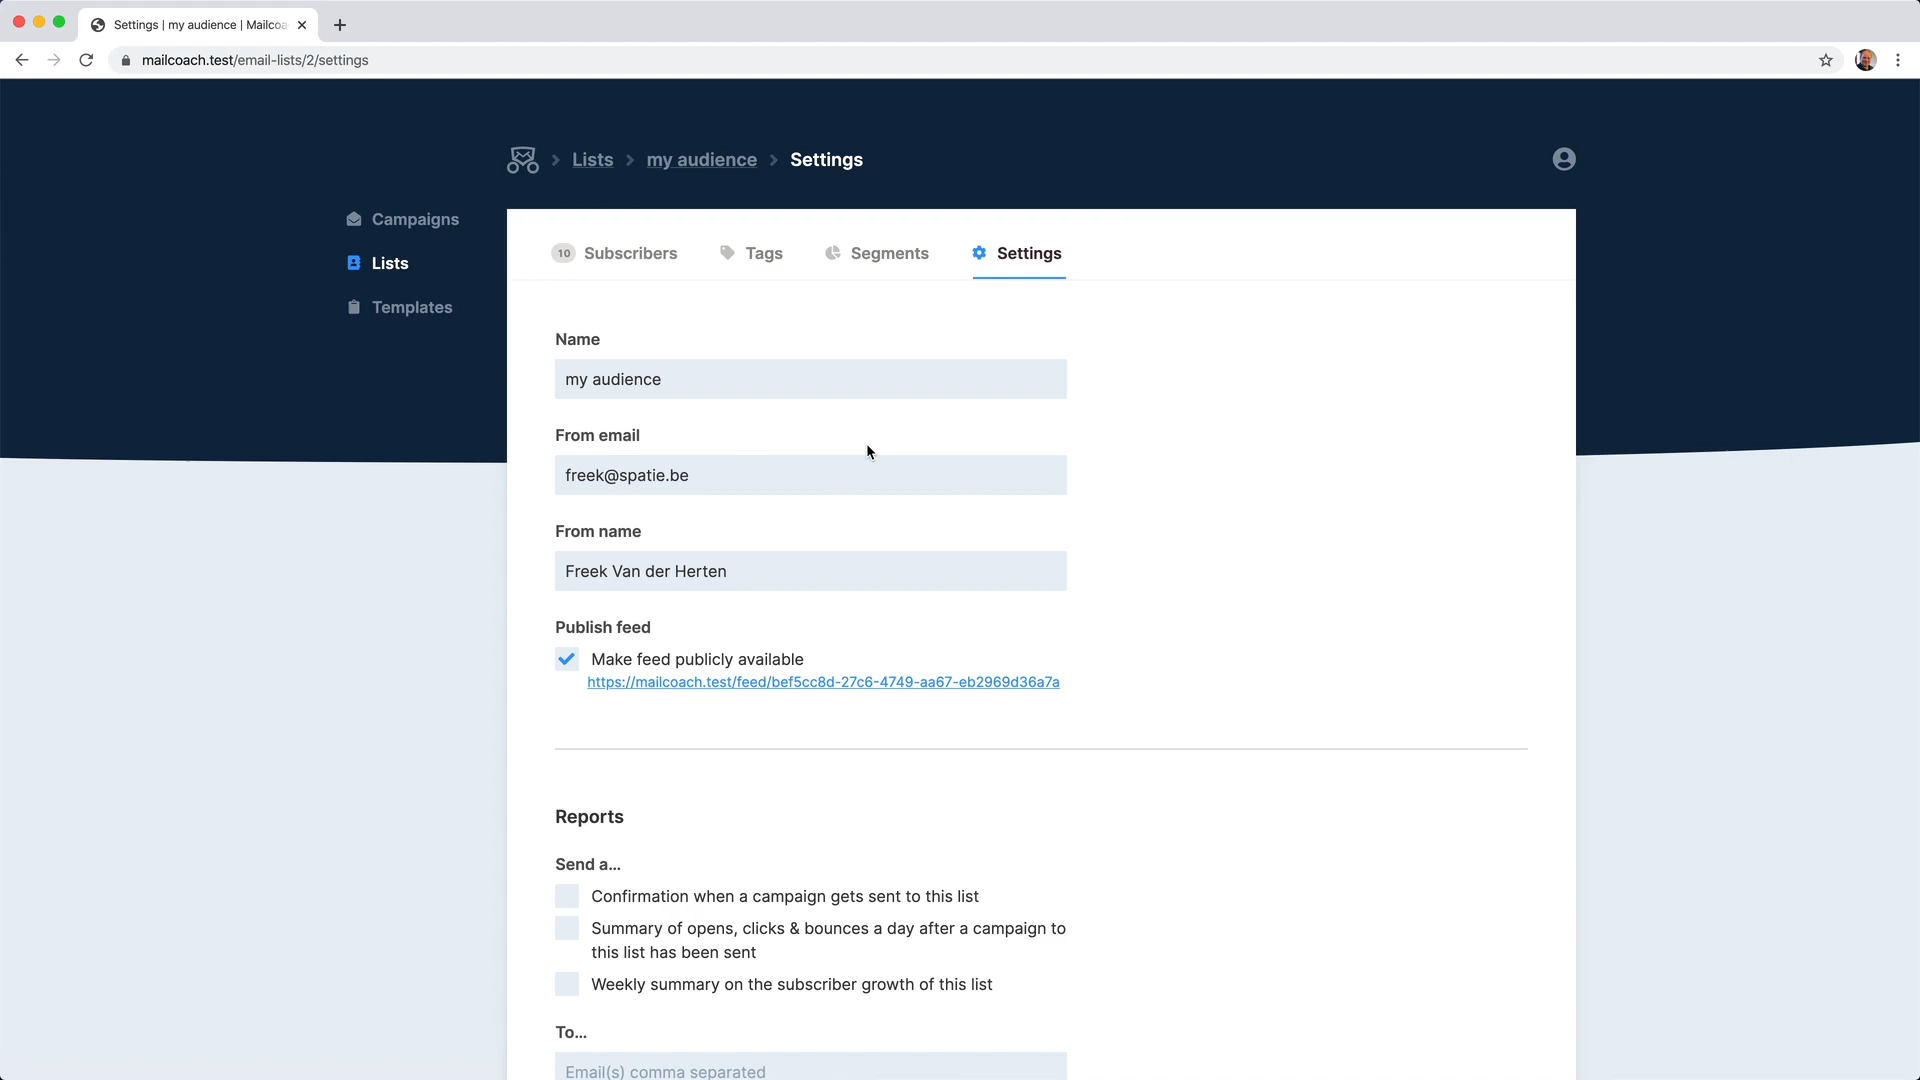 Settings | my audience | Mailcoa
mailcoach.test/email-lists/2/settings
Lists
my audience
Settings
Campaigns
Lists
Templates
10 Subscribers
Tags
Segments
Settings
Name
my audience
From email
freek@spatie.be
From name
Freek Van der Herten
Publish feed
Make feed publicly available
https://mailcoach.test/feed/bef5cc8d-27c6-4749-aa67-eb2969d36a7a
Reports
Send a...
Confirmation when a campaign gets sent to this list
Summary of opens, clicks & bounces a day after a campaign to
this list has been sent
Weekly summary on the subscriber growth of this list
To...
Email(s) comma separated